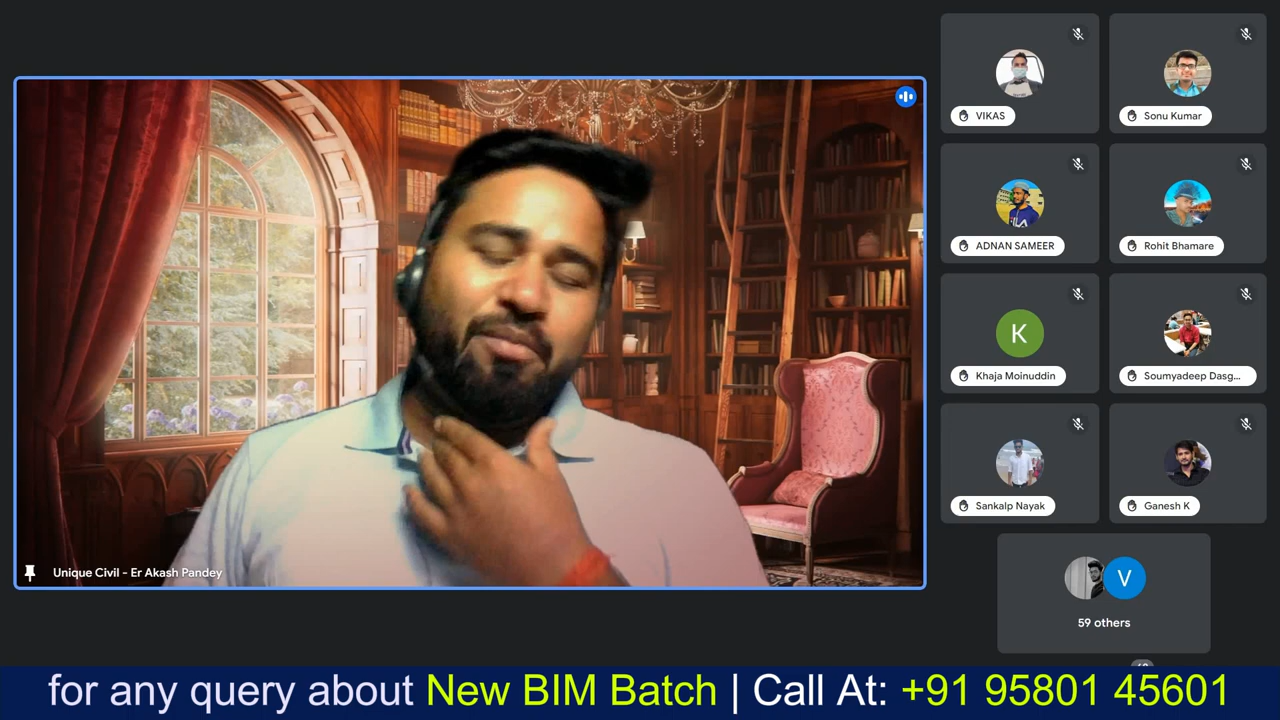 VIKAS
Sonu Kumar
ADNAN SAMEER
Rohit Bhamare
K
Khaja Moinuddin
Soumyadeep Dasg...
Sankalp Nayak
Ganesh K
V
59 others
Unique Civil - Er Akash Pandey
for any query about New BIM Batch | Call At: +91 95801 45601